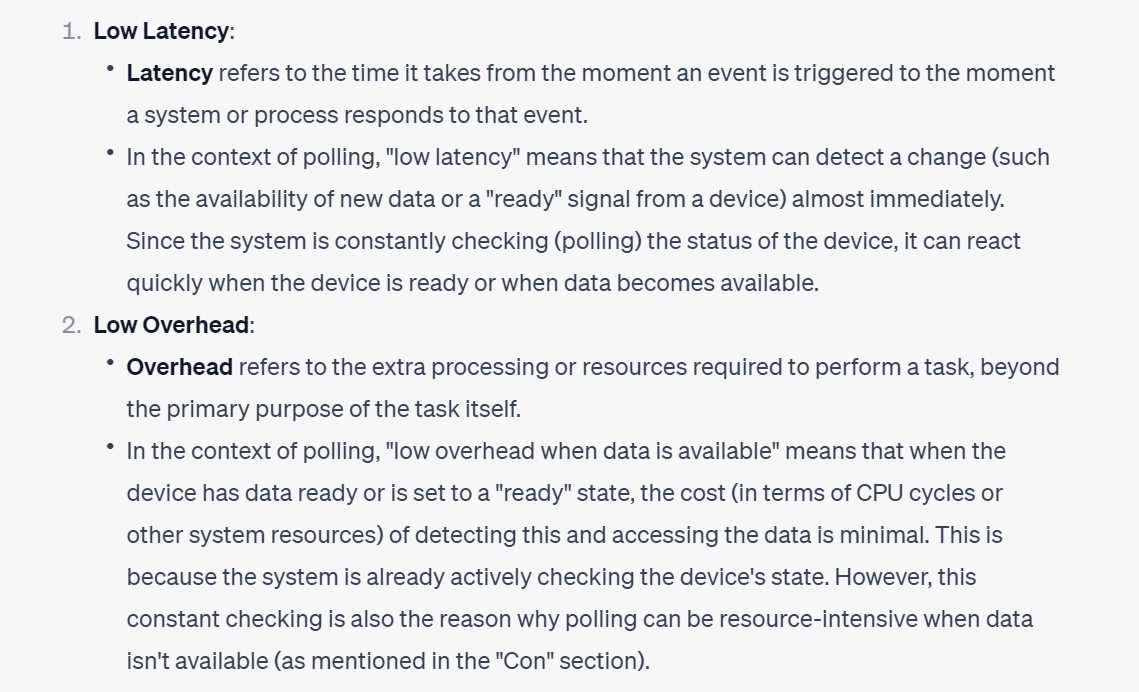 1. Low Latency:
• Latency refers to the time it takes from the moment an event is triggered to the moment
a system or process responds to that event.
• In the context of polling, "low latency" means that the system can detect a change (such
as the availability of new data or a "ready" signal from a device) almost immediately.
Since the system is constantly checking (polling) the status of the device, it can react
quickly when the device is ready or when data becomes available.
2. Low Overhead:
• Overhead refers to the extra processing or resources required to perform a task, beyond
the primary purpose of the task itself.
• In the context of polling, "low overhead when data is available" means that when the
device has data ready or is set to a "ready" state, the cost (in terms of CPU cycles or
other system resources) of detecting this and accessing the data is minimal. This is
because the system is already actively checking the device's state. However, this
constant checking is also the reason why polling can be resource-intensive when data
isn't available (as mentioned in the "Con" section).